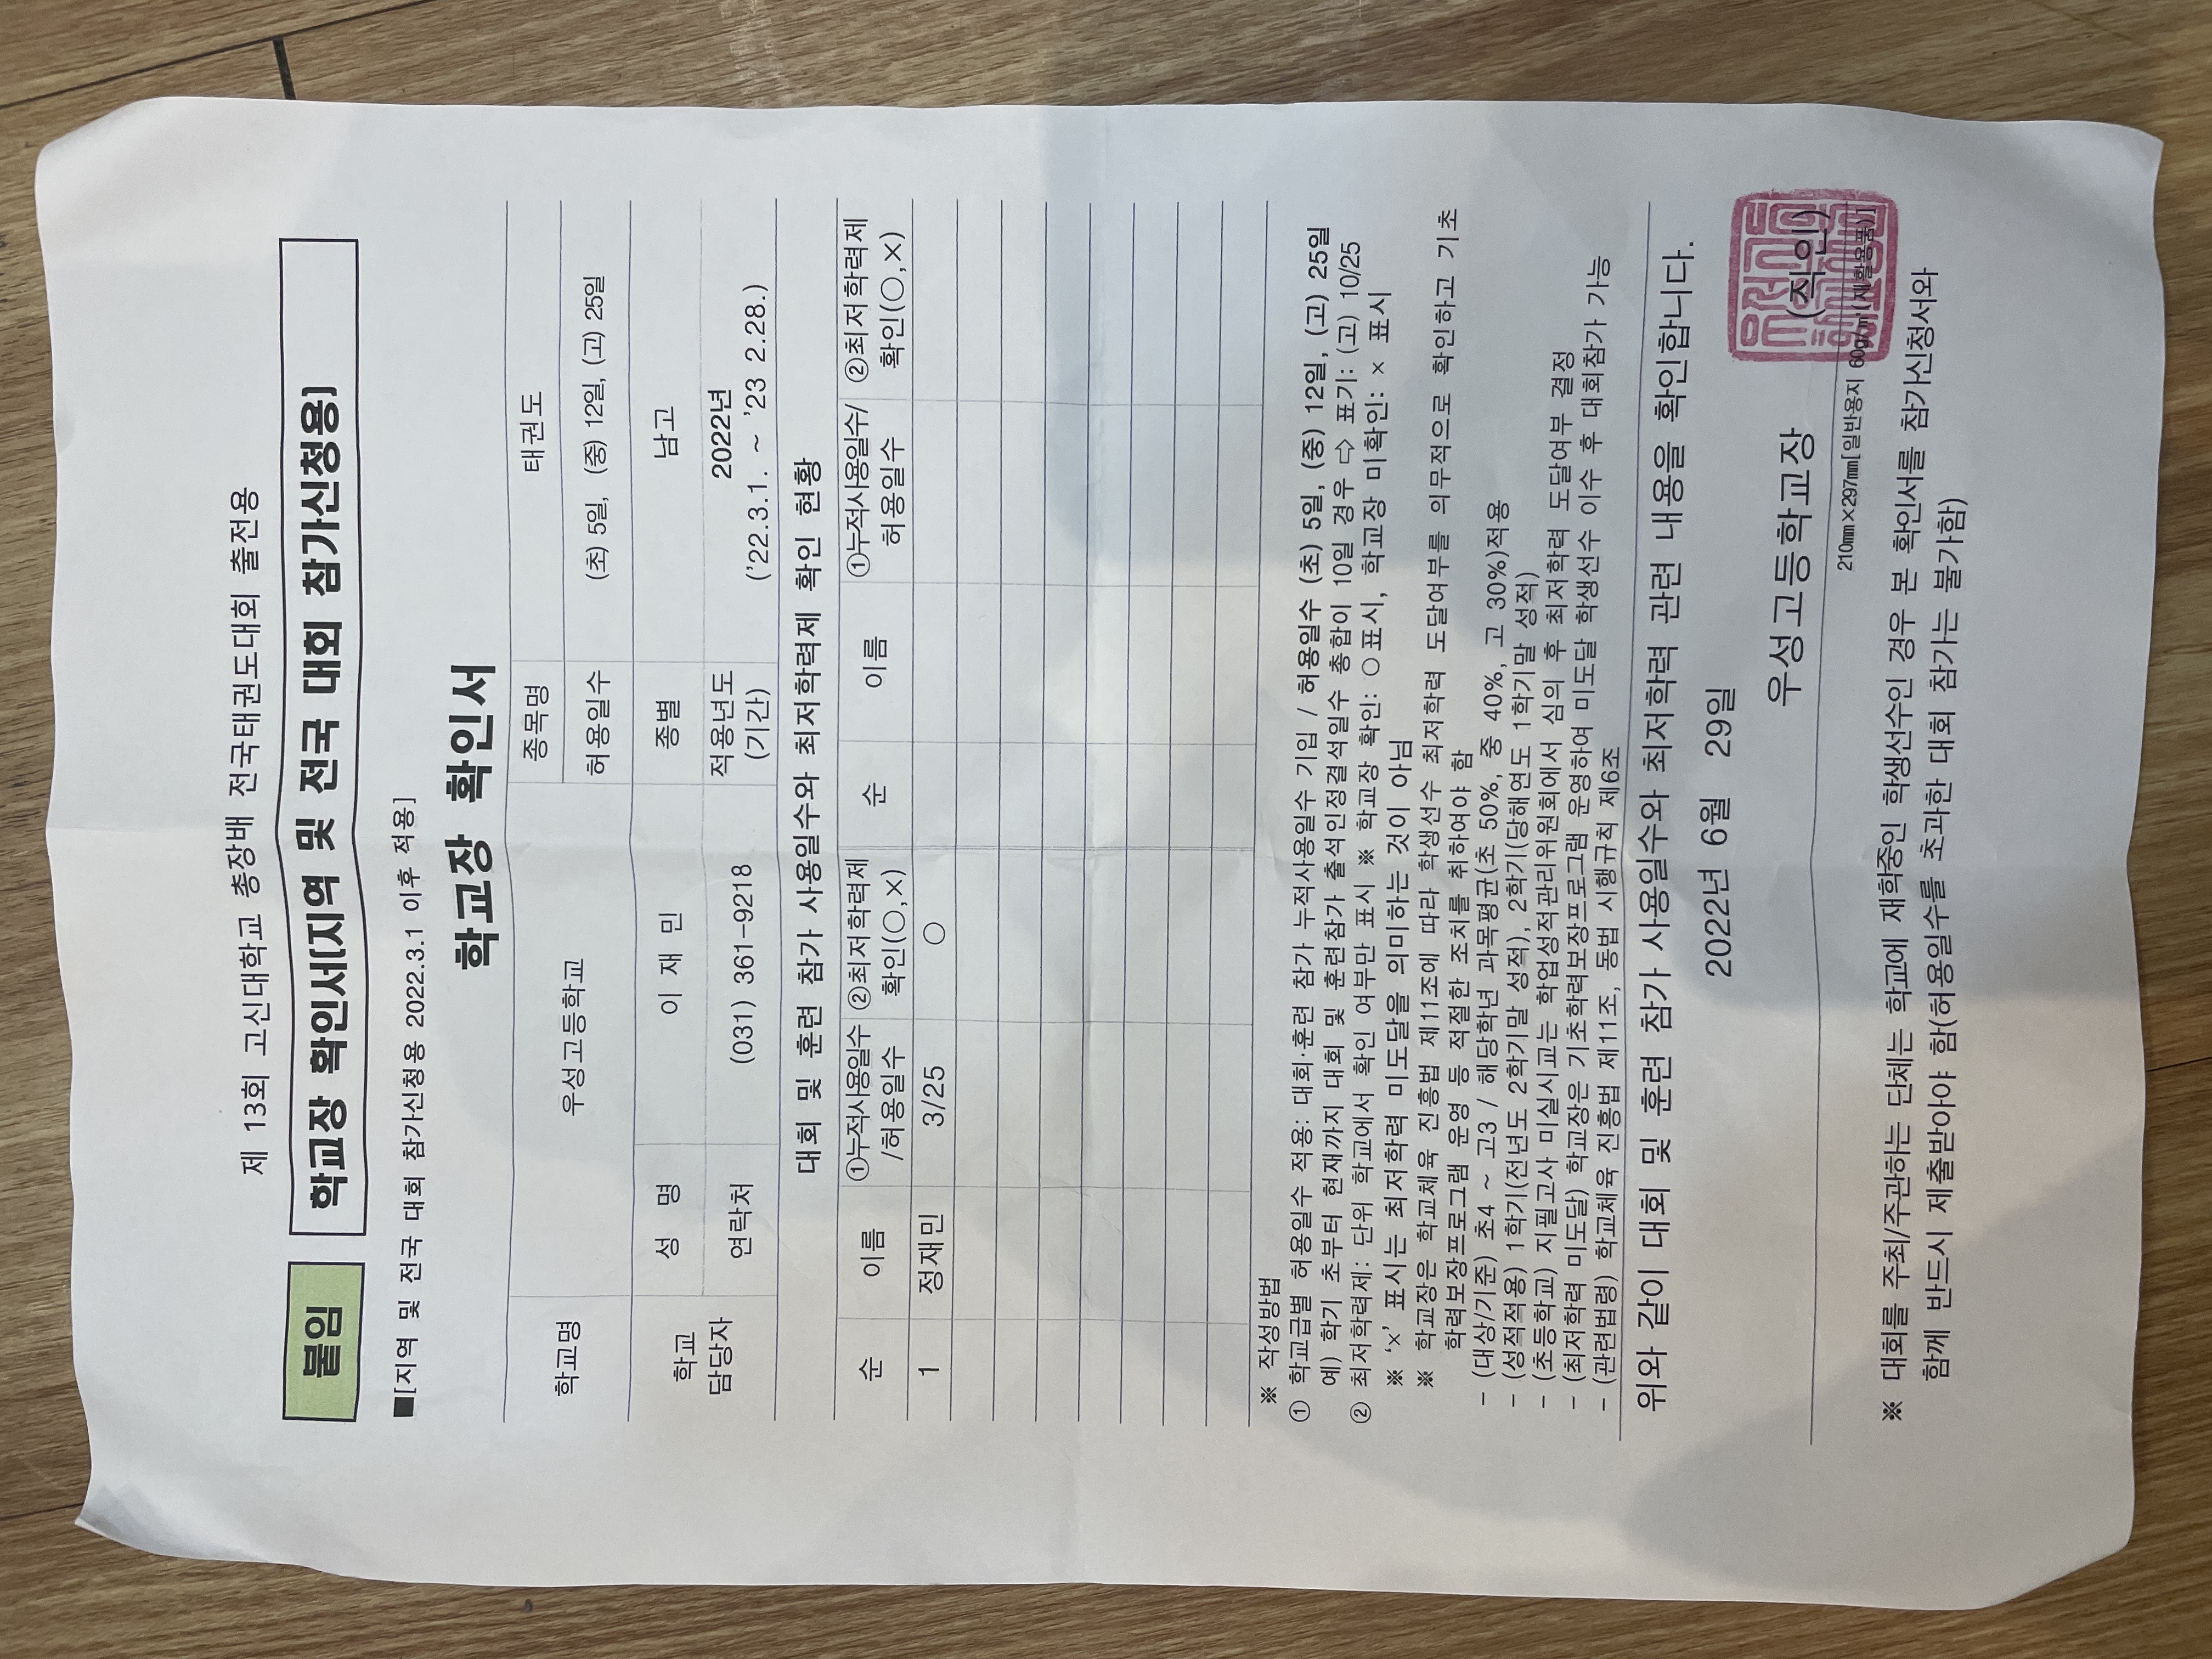 제 13회 고신대학교 총장배 전국태권도대회 출전용
붙임
학교장 확인서(지역 및 전국 대회 참가신청용)
■[지역 및 전국 대회 참가신청용 2022.3.1 이후 적용]
학교장 확인서
학교명 우성고등학교 종목명 태권도
허용일수 (초) 5일, (중) 12일, (고) 25일
학교 담당자 성 명 이 재 민 종별 남고
연락처 (031) 361-9218 적용년도 (기간) 2022년 ('22.3.1. ~ '23 2.28.)
대회 및 훈련 참가 사용일수와 최저학력제 확인 현황
순 이름 ①누적사용일수 /허용일수 ②최저학력제 확인(○,×) 순 이름 ①누적사용일수/ 허용일수 ②최저학력제 확인(○,×)
1 정재민 3/25 ○
※ 작성방법
① 학교급별 허용일수 적용: 대회·훈련 참가 누적사용일수 기입 / 허용일수 (초) 5일, (중) 12일, (고) 25일
예) 학기 초부터 현재까지 대회 및 훈련참가 출석인정결석일수 총합이 10일 경우 ⇨ 표기: (고) 10/25
② 최저학력제: 단위 학교에서 확인 여부만 표시 ※ 학교장 확인: ○표시, 학교장 미확인: × 표시
※ '×' 표시는 최저학력 미도달을 의미하는 것이 아님
※ 학교장은 학교체육 진흥법 제11조에 따라 학생선수 최저학력 도달여부를 의무적으로 확인하고 기초
학력보장프로그램 운영 등 적절한 조치를 취하여야 함
- (대상/기준) 초4 ~ 고3 / 해당학년 과목평균(초 50%, 중 40%, 고 30%)적용
- (성적적용) 1학기(전년도 2학기말 성적), 2학기(당해연도 1학기말 성적)
- (초등학교) 지필고사 미실시교는 학업성적관리위원회에서 심의 후 최저학력 도달여부 결정
- (최저학력 미도달) 학교장은 기초학력보장프로그램 운영하여 미도달 학생선수 이수 후 대회참가 가능
- (관련법령) 학교체육 진흥법 제11조, 동법 시행규칙 제6조
위와 같이 대회 및 훈련 참가 사용일수와 최저학력 관련 내용을 확인합니다.
2022년 6월 29일
우성고등학교장 (직인)
210㎜×297㎜[일반용지 60g/㎡(재활용품)]
※ 대회를 주최/주관하는 단체는 학교에 재학중인 학생선수인 경우 본 확인서를 참가신청서와
함께 반드시 제출받아야 함(허용일수를 초과한 대회 참가는 불가함)